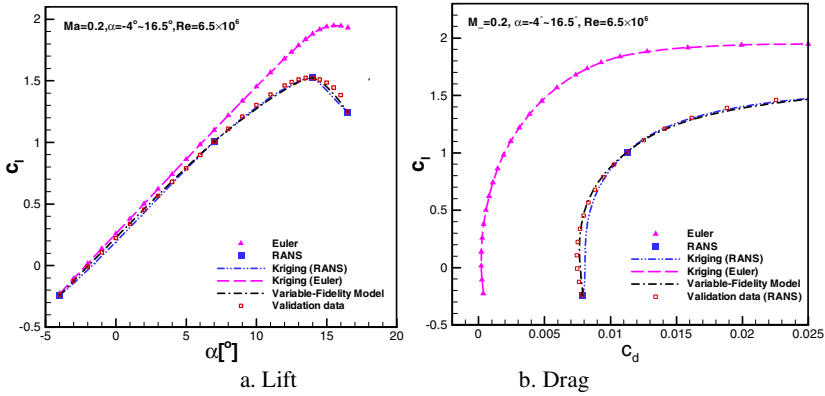 Ma=0.2,α=-4°~16.5°,Re=6.5×10⁶
2
1.5
1
0.5
0
-0.5
c_l
-5 0 5 10 15 20
α[°]
Euler
RANS
Kriging (RANS)
Kriging (Euler)
Variable-Fidelity Model
Validation data
a. Lift
M_=0.2, α=-4°~16.5°, Re=6.5×10⁶
2
1.5
1
0.5
0
-0.5
c_l
0 0.005 0.01 0.015 0.02 0.025
c_d
Euler
RANS
Kriging (RANS)
Kriging (Euler)
Variable-Fidelity Model
Validation data (RANS)
b. Drag